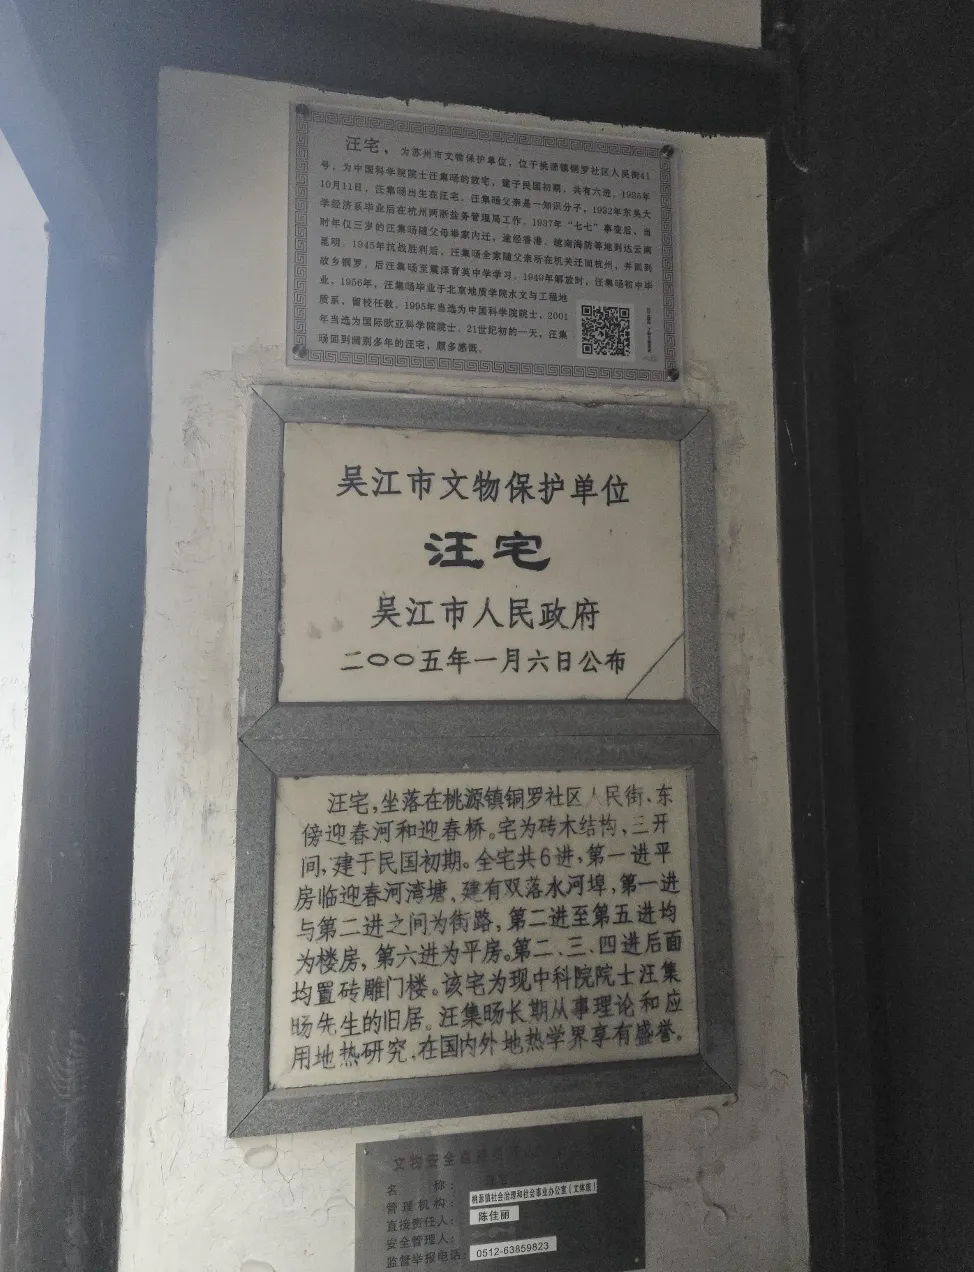 汪宅，为苏州市文物保护单位，位于桃源镇铜罗社区人民街41
号，为中国科学院院士汪集旸的故宅，建于民国初期，共有六进。1935年
10月11日，汪集旸出生在汪宅。汪集旸父亲是一知识分子，1932年东吴大
学经济系毕业后在杭州两浙盐务管理局工作。1937年“七七”事变后，当
时年仅三岁的汪集旸随父母举家内迁，途经香港、越南海防等地到达云南
昆明。1945年抗战胜利后，汪集旸全家随父亲所在机关迁回杭州，并回到
故乡铜罗。后汪集旸至震泽育英中学学习。1949年解放时，汪集旸初中毕
业。1956年，汪集旸毕业于北京地质学院水文与工程地
质系，留校任教。1995年当选为中国科学院院士，2001
年当选为国际欧亚科学院院士。21世纪初的一天，汪集
旸回到阔别多年的汪宅，颇多感慨。
吴江市文物保护单位
汪宅
吴江市人民政府
二〇〇五年一月六日公布
汪宅，坐落在桃源镇铜罗社区人民街、东
傍迎春河和迎春桥。宅为砖木结构，三开
间，建于民国初期。全宅共6进，第一进平
房临迎春河湾塘、建有双落水河埠，第一进
与第二进之间为街路，第二进至第五进均
为楼房，第六进为平房。第二、三、四进后面
均置砖雕门楼。该宅为现中科院院士汪集
旸先生的旧居。汪集旸长期从事理论和应
用地热研究，在国内外地热学界享有盛誉。
文物安全
名称：
管理机构：桃源镇社会治理和社会事业办公室（文体服）
直接责任人：陈佳丽
安全管理人：
监督举报电话：0512-63859823